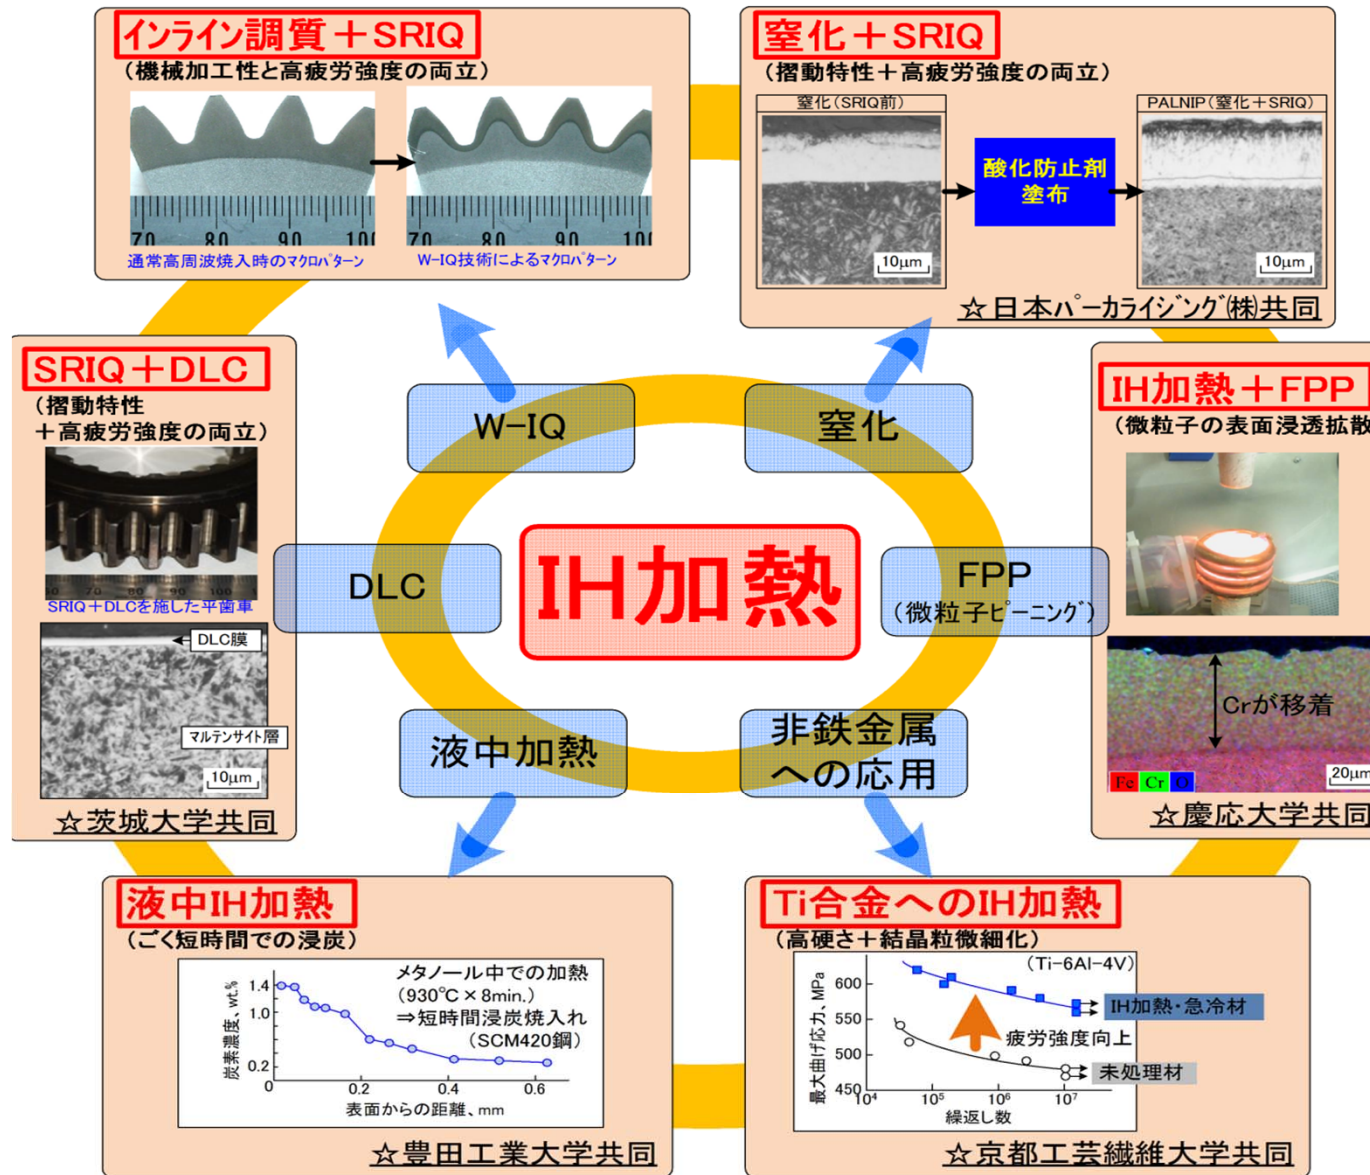 インライン調質＋SRIQ
(機械加工性と高疲労強度の両立)
70 80 90 100
70 80 90 100
通常高周波焼入時のマクロパターン
W-IQ技術によるマクロパターン
窒化＋SRIQ
(摺動特性＋高疲労強度の両立)
窒化(SRIQ前)
PALNIP(窒化＋SRIQ)
酸化防止剤
塗布
10μm
10μm
☆日本パーカライジング(株)共同
SRIQ＋DLC
(摺動特性
＋高疲労強度の両立)
70 80 90 100
SRIQ＋DLCを施した平歯車
DLC膜
マルテンサイト層
10μm
☆茨城大学共同
W-IQ
窒化
DLC
IH加熱
FPP
(微粒子ピーニング)
液中加熱
非鉄金属
への応用
IH加熱＋FPP
(微粒子の表面浸透拡散
Crが移着
Fe Cr O
20μm
☆慶応大学共同
液中IH加熱
(ごく短時間での浸炭)
炭素濃度、wt.%
1.4
1.0
0.2
0 0.2 0.4 0.6
表面からの距離、mm
メタノール中での加熱
(930℃×8min.)
⇒短時間浸炭焼入れ
(SCM420鋼)
☆豊田工業大学共同
Ti合金へのIH加熱
(高硬さ＋結晶粒微細化)
(Ti-6Al-4V)
最大曲げ応力、MPa
600
550
500
450
IH加熱・急冷材
疲労強度向上
未処理材
10⁴ 10⁵ 10⁶ 10⁷
繰返し数
☆京都工芸繊維大学共同